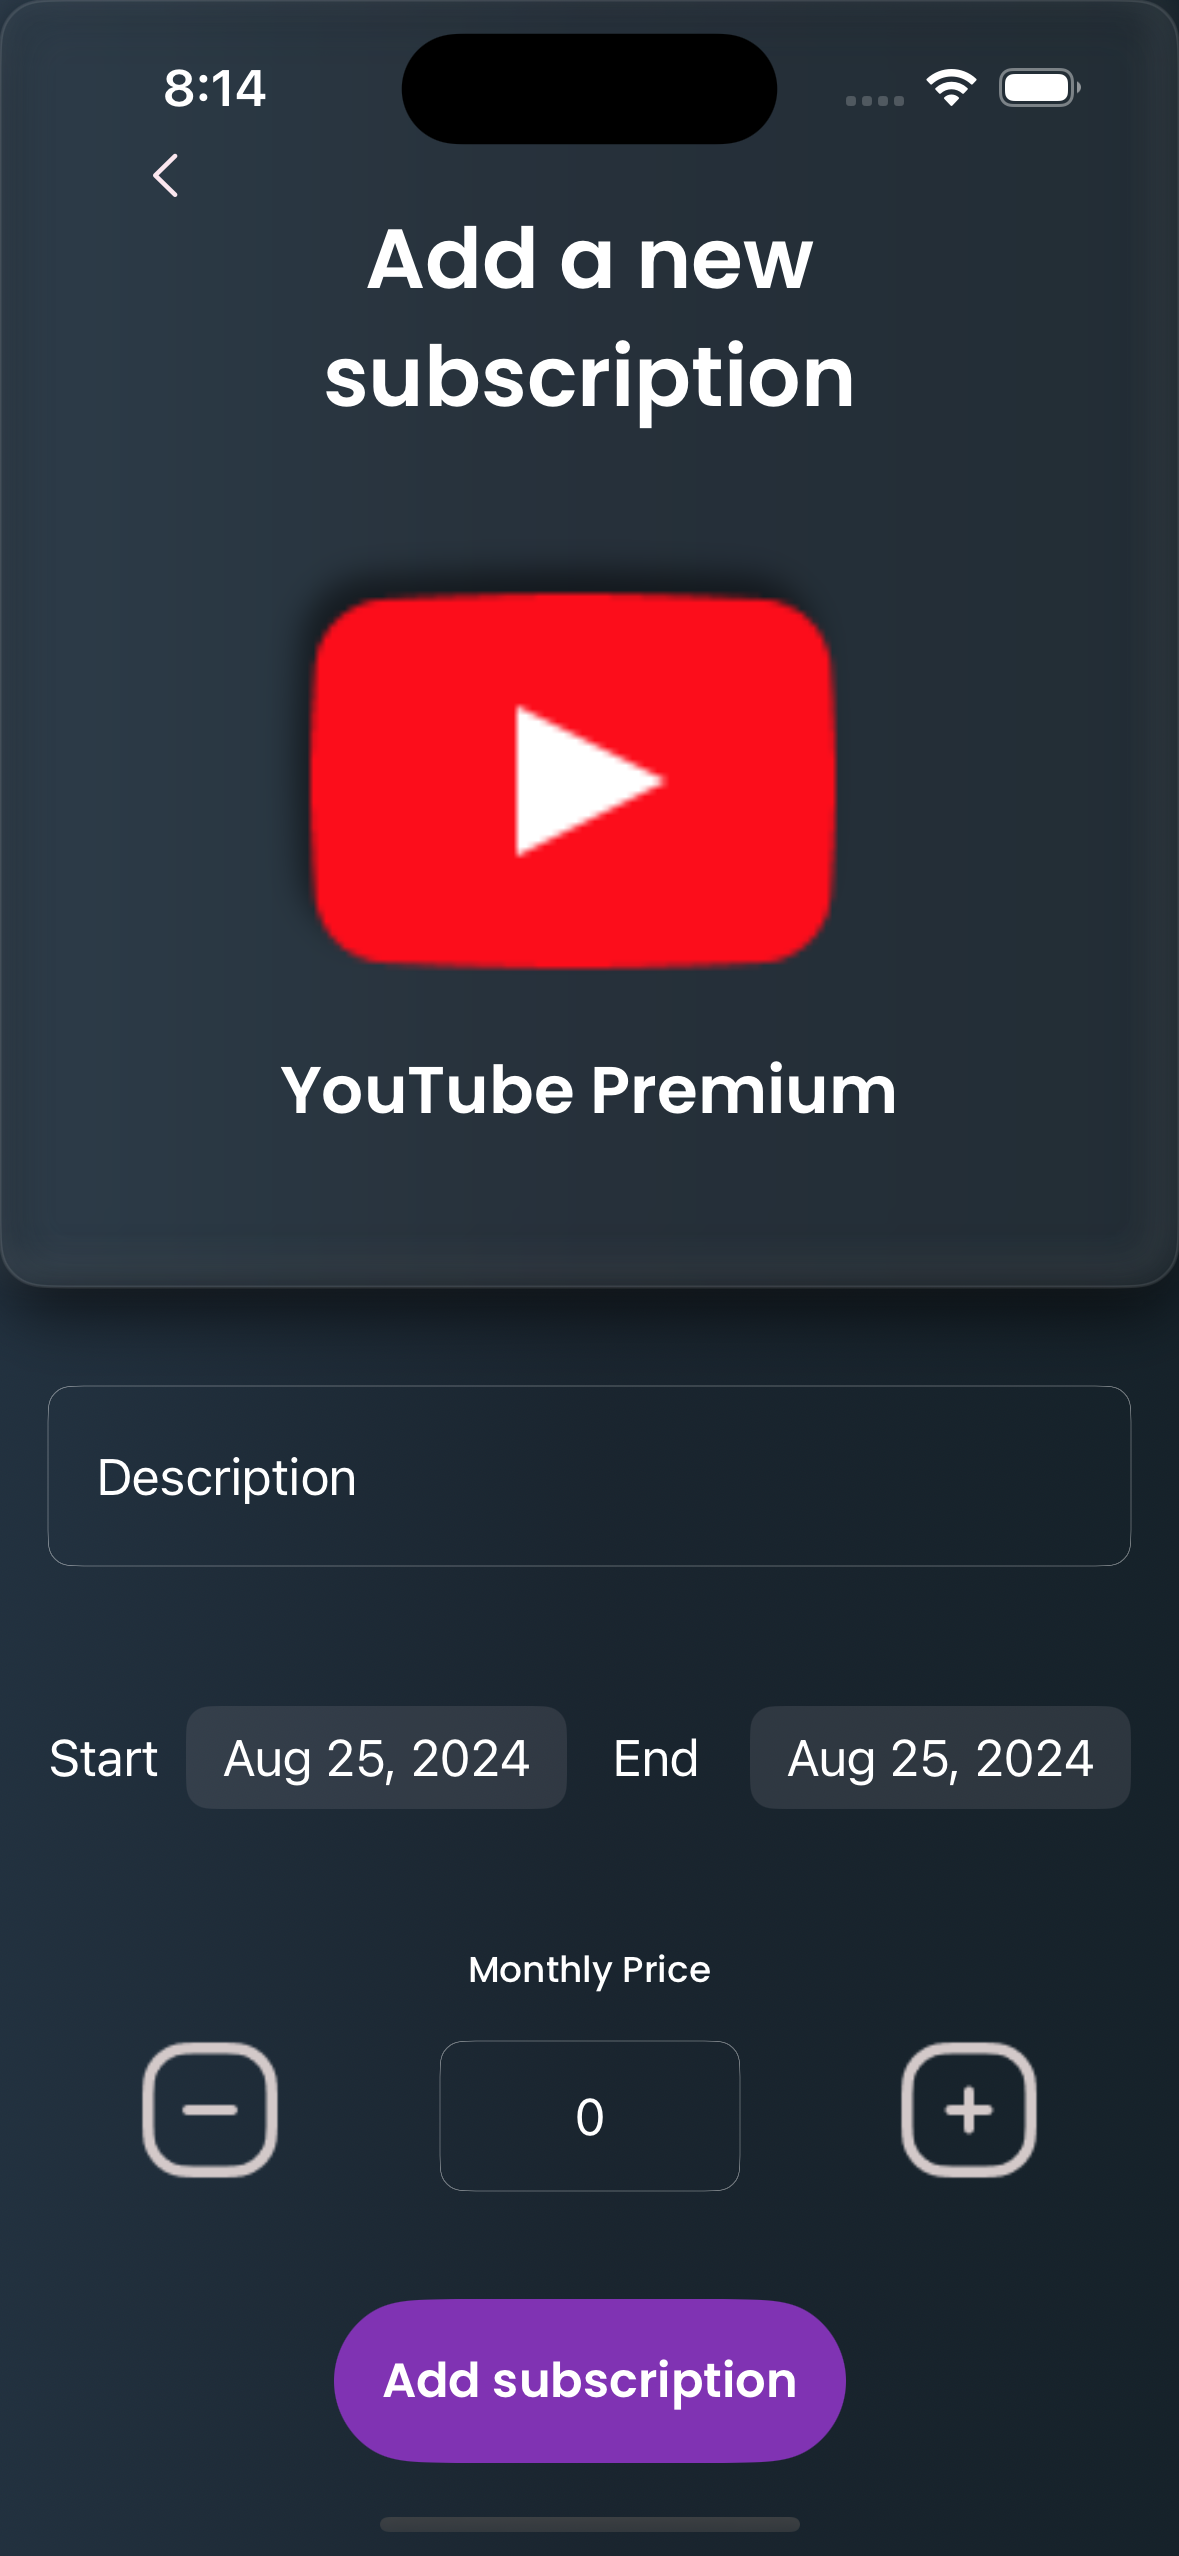 8:14
Add a new
subscription
YouTube Premium
Description
Start Aug 25, 2024 End Aug 25, 2024
Monthly Price
0
Add subscription